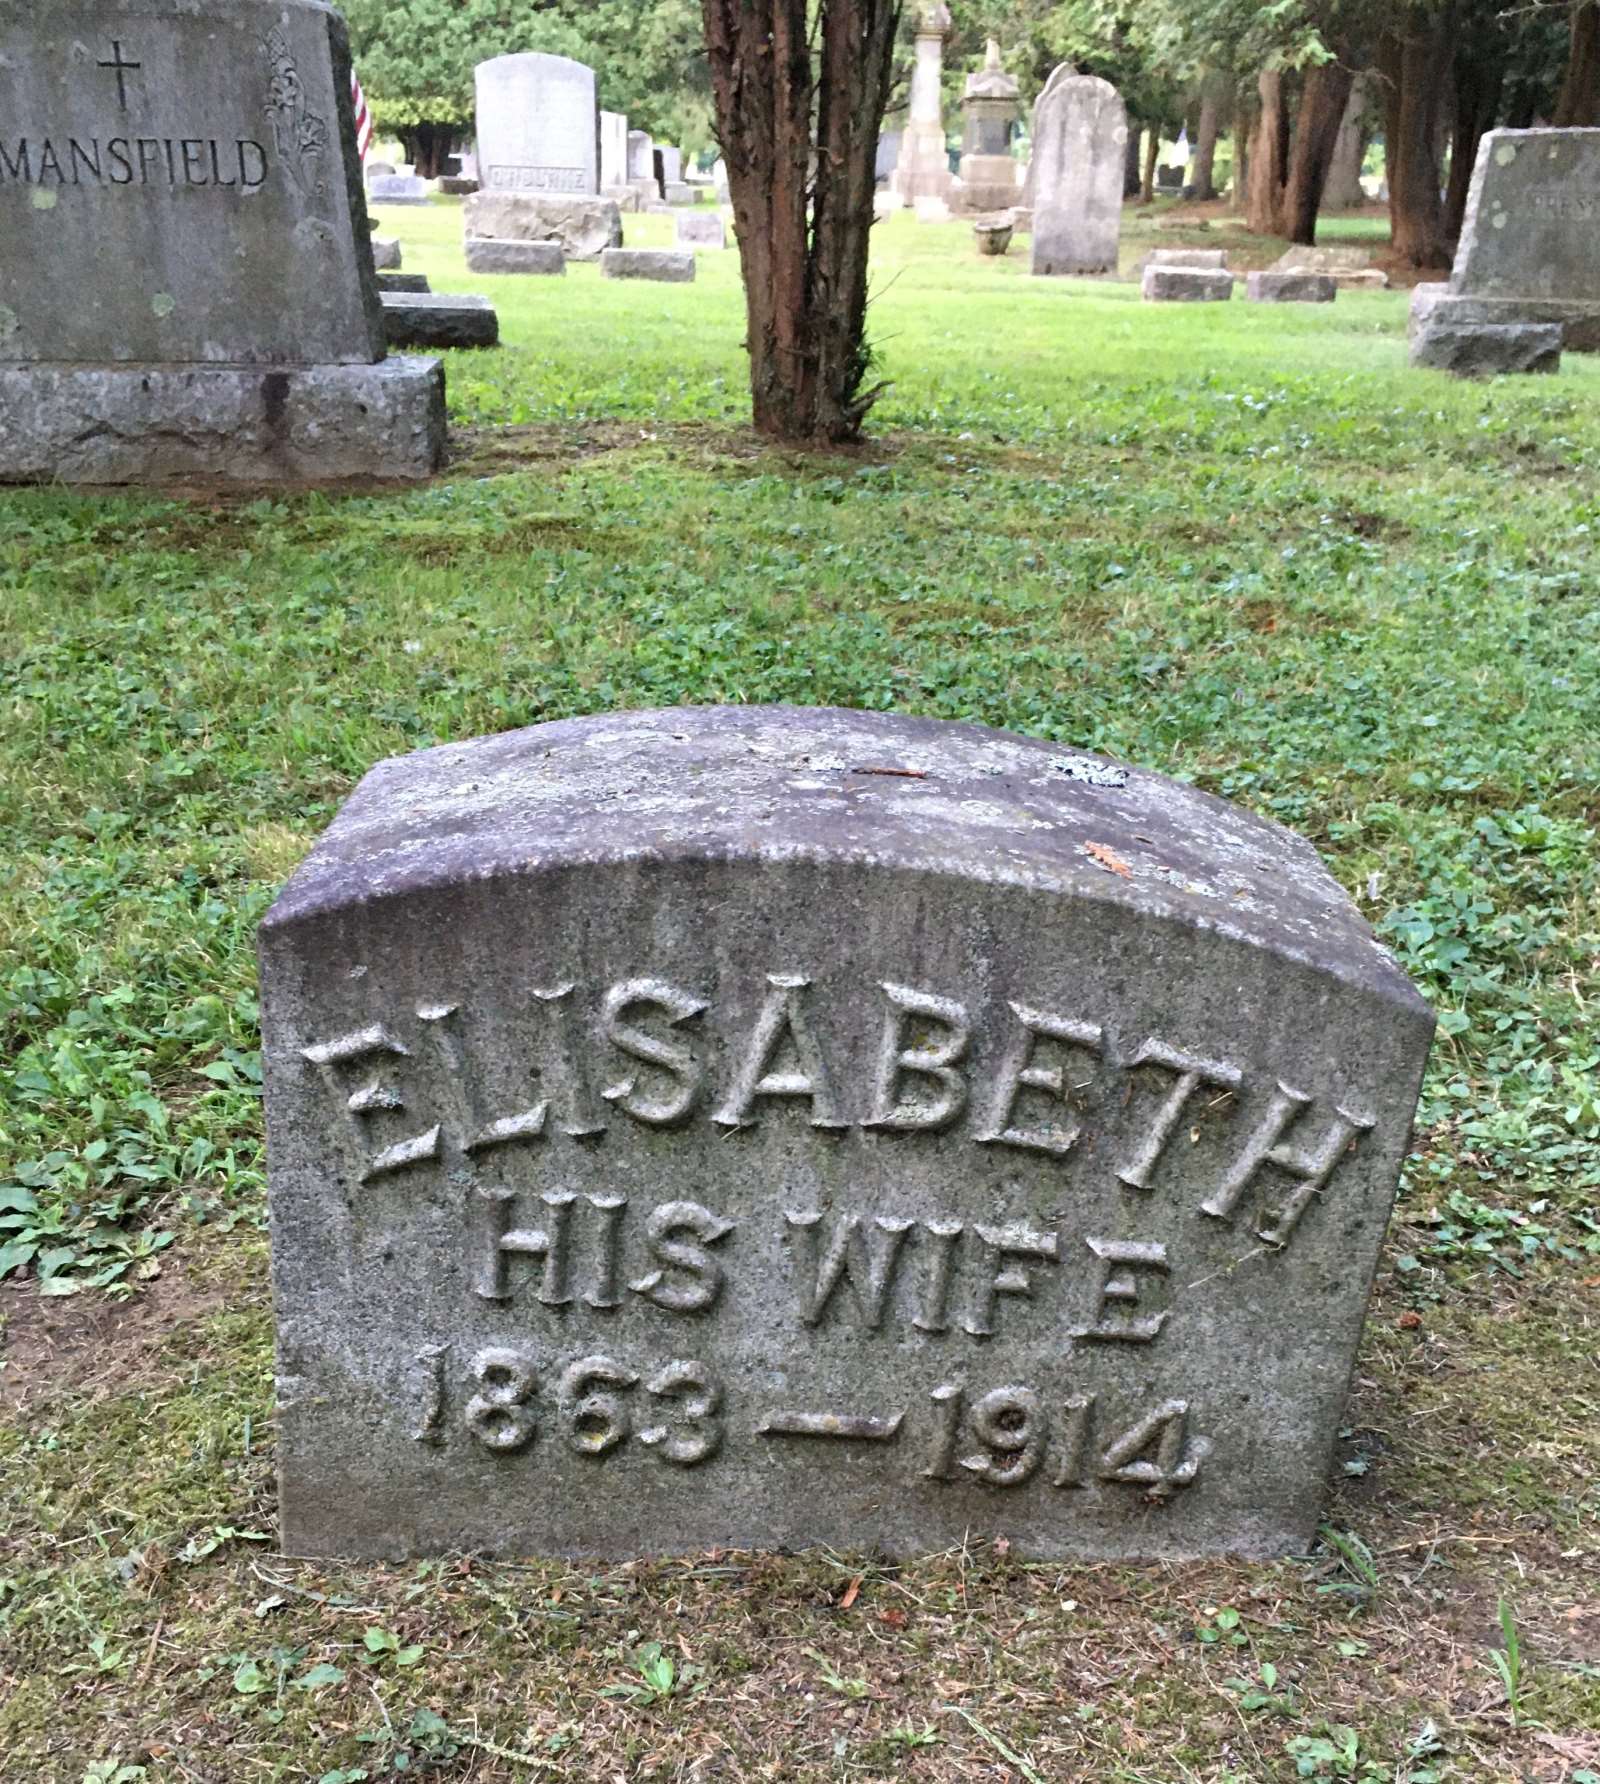 MANSFIELD
ELISABETH
HIS WIFE
1863 — 1914